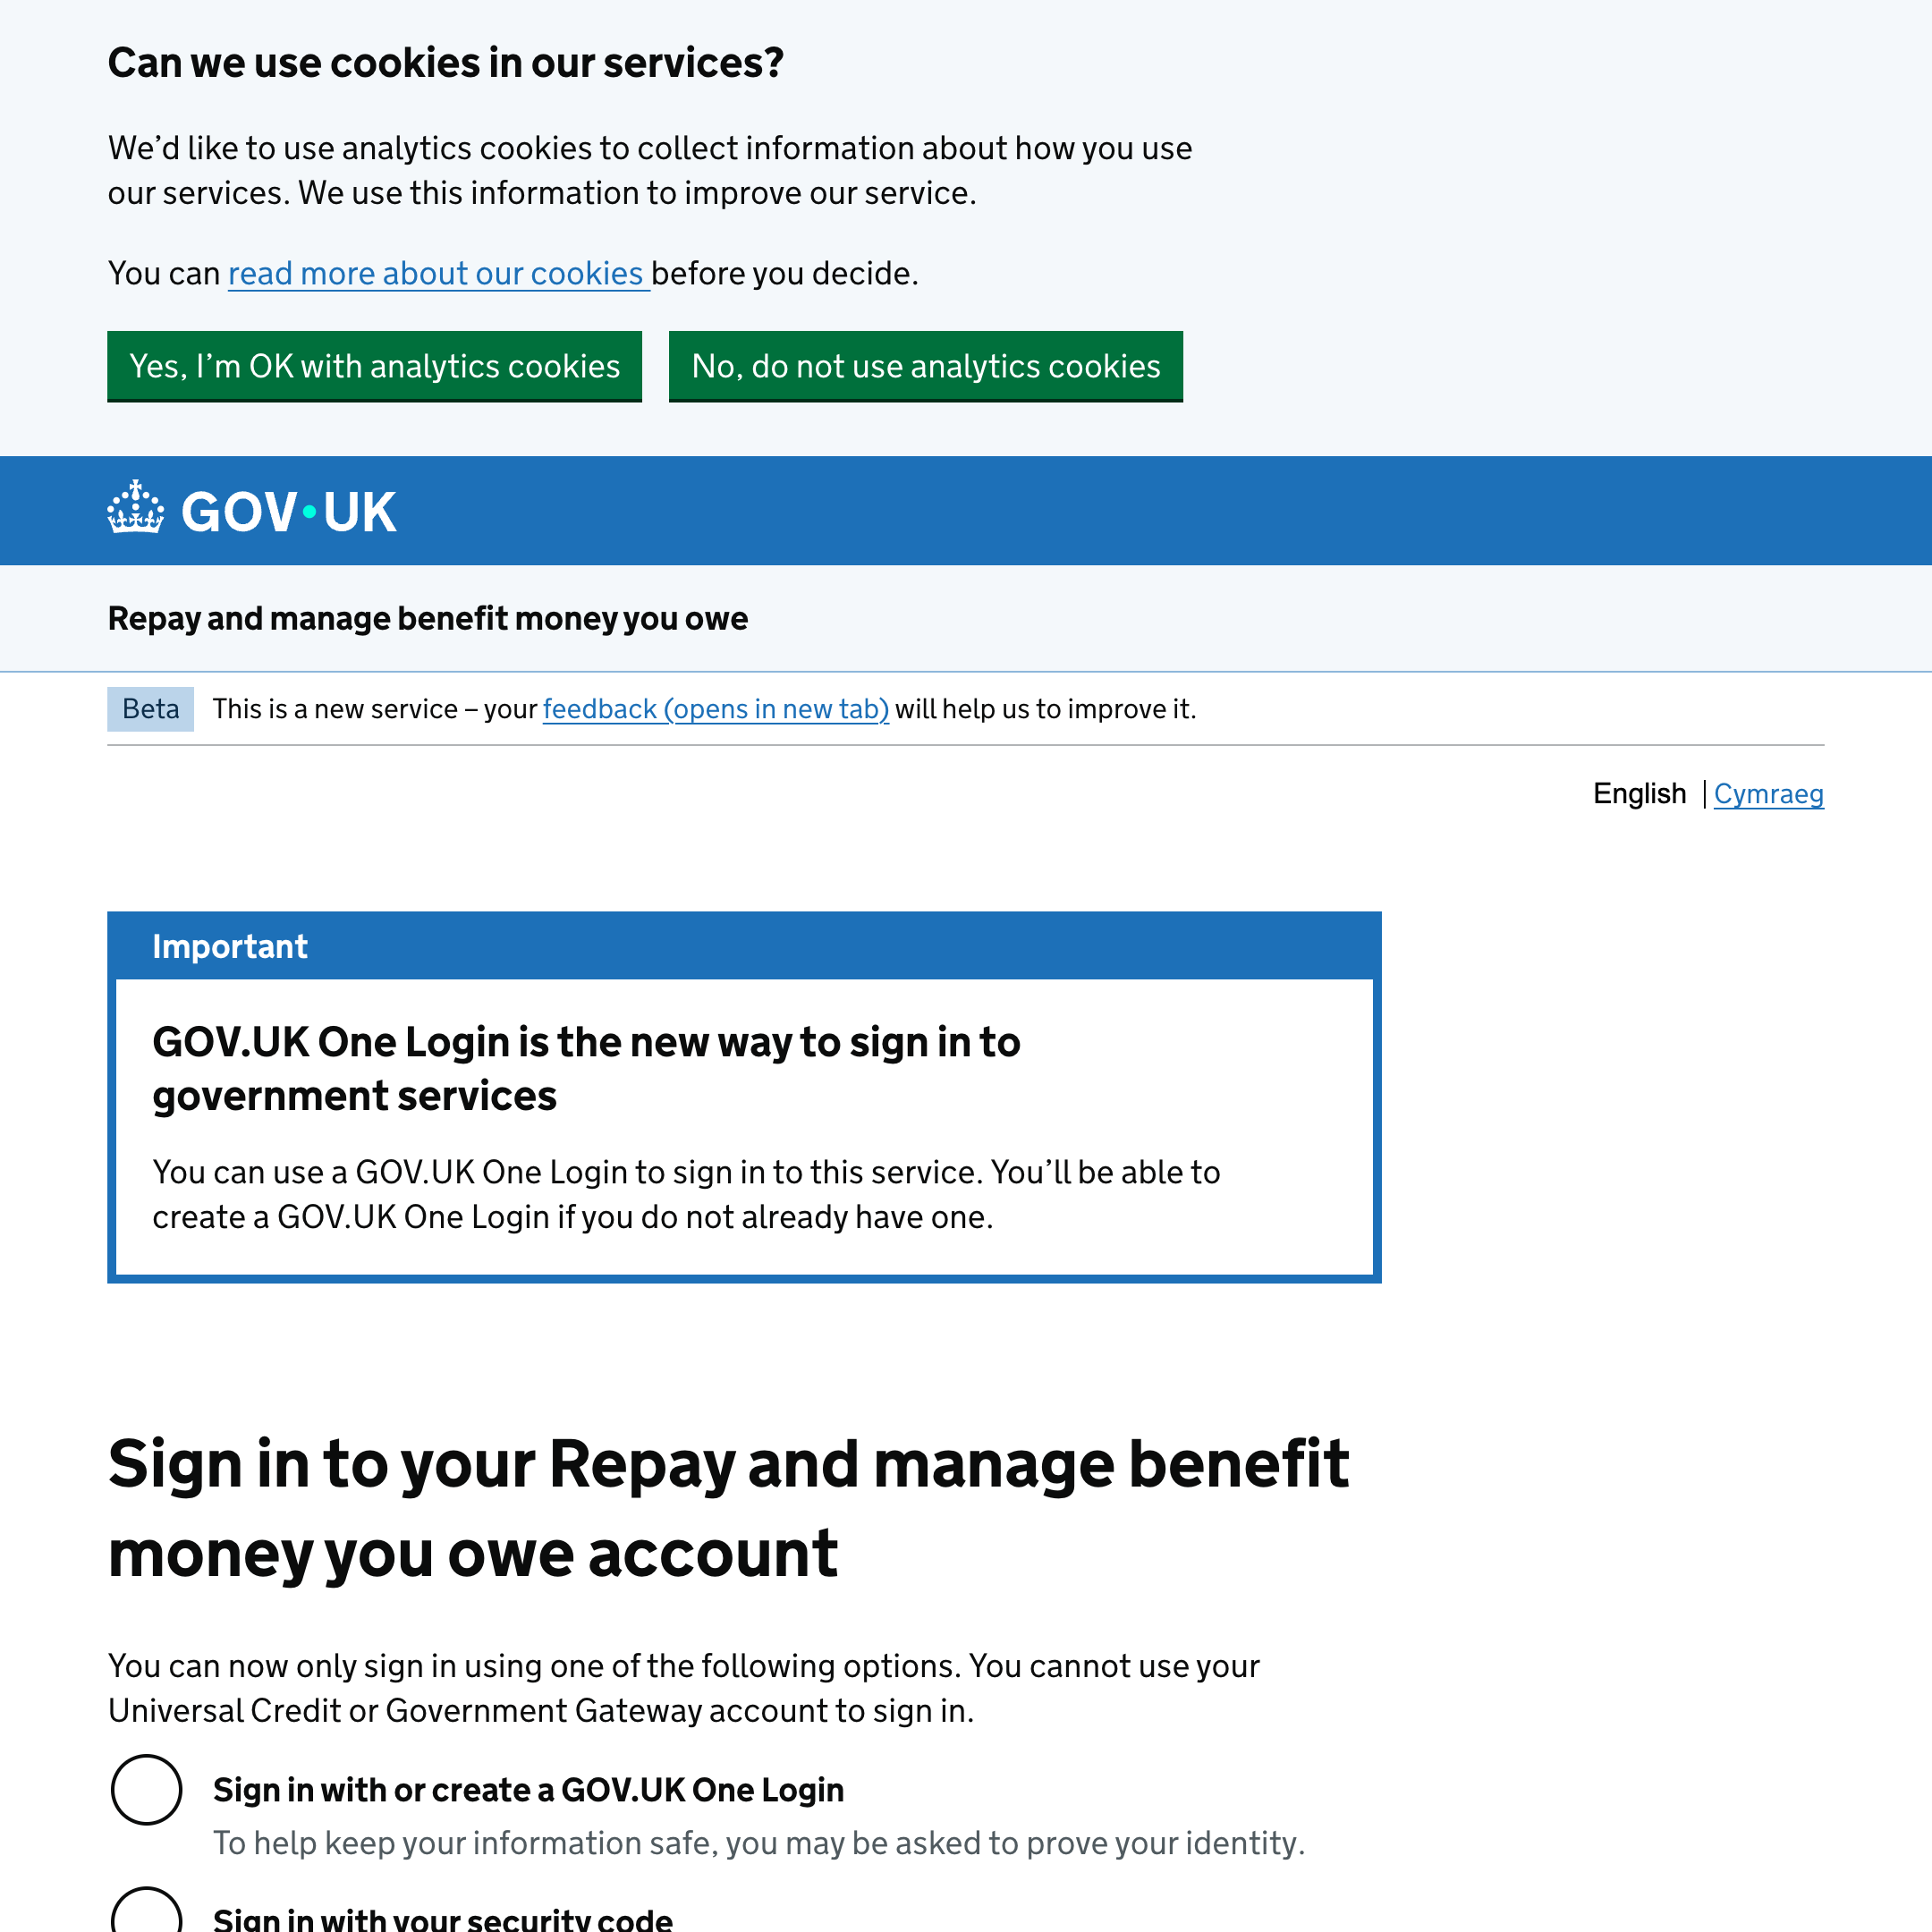 Can we use cookies in our services?
We’d like to use analytics cookies to collect information about how you use
our services. We use this information to improve our service.
You can read more about our cookies before you decide.
Yes, I’m OK with analytics cookies
No, do not use analytics cookies
GOV·UK
Repay and manage benefit money you owe
Beta This is a new service – your feedback (opens in new tab) will help us to improve it.
English | Cymraeg
Important
GOV.UK One Login is the new way to sign in to
government services
You can use a GOV.UK One Login to sign in to this service. You’ll be able to
create a GOV.UK One Login if you do not already have one.
Sign in to your Repay and manage benefit
money you owe account
You can now only sign in using one of the following options. You cannot use your
Universal Credit or Government Gateway account to sign in.
Sign in with or create a GOV.UK One Login
To help keep your information safe, you may be asked to prove your identity.
Sign in with your security code